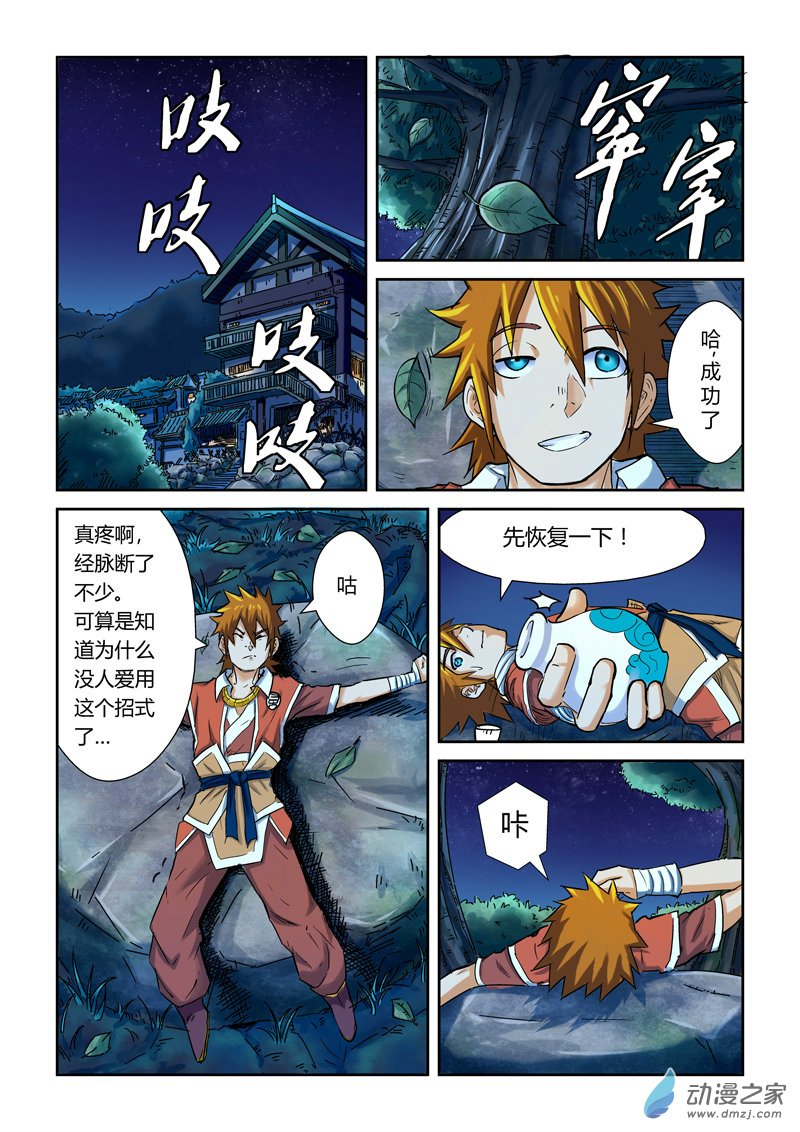 吱
吱
吱
吱
窣
窣
哈，成功了
真疼啊，
经脉断了
不少。
可算是知
道为什么
没人爱用
这个招式
了…
咕
先恢复一下！
咔
动漫之家
www.dmzj.com